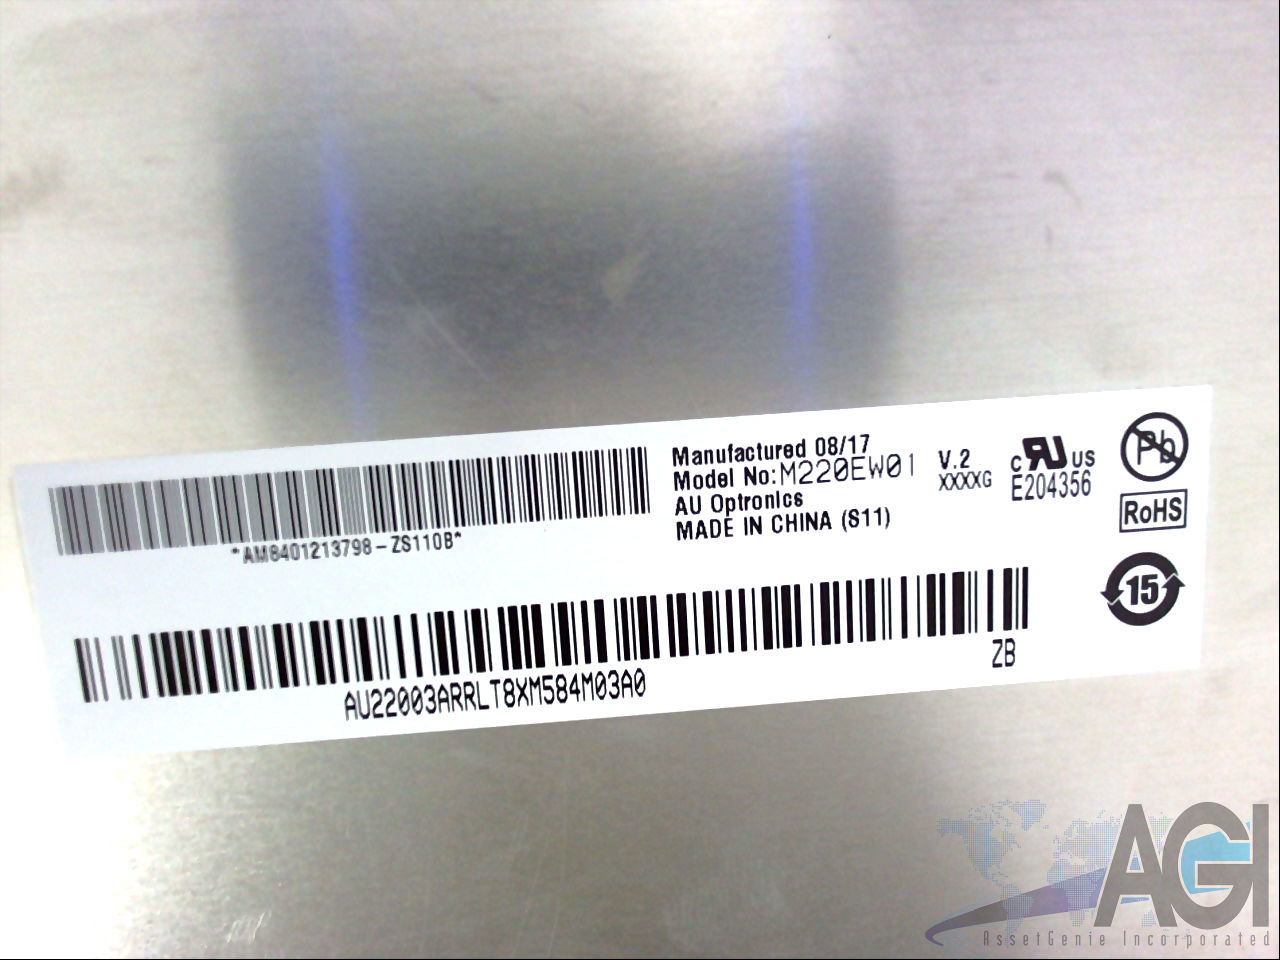 Manufactured 08/17
Model No:M220EW01 V.2
AU Optronics XXXXG
MADE IN CHINA (S11)
c RU US
E204356
Pb
RoHS
*AM8401213798-ZS110B*
15
ZB
AU22003ARRLT8XM584M03A0
AGI
AssetGenie Incorporated